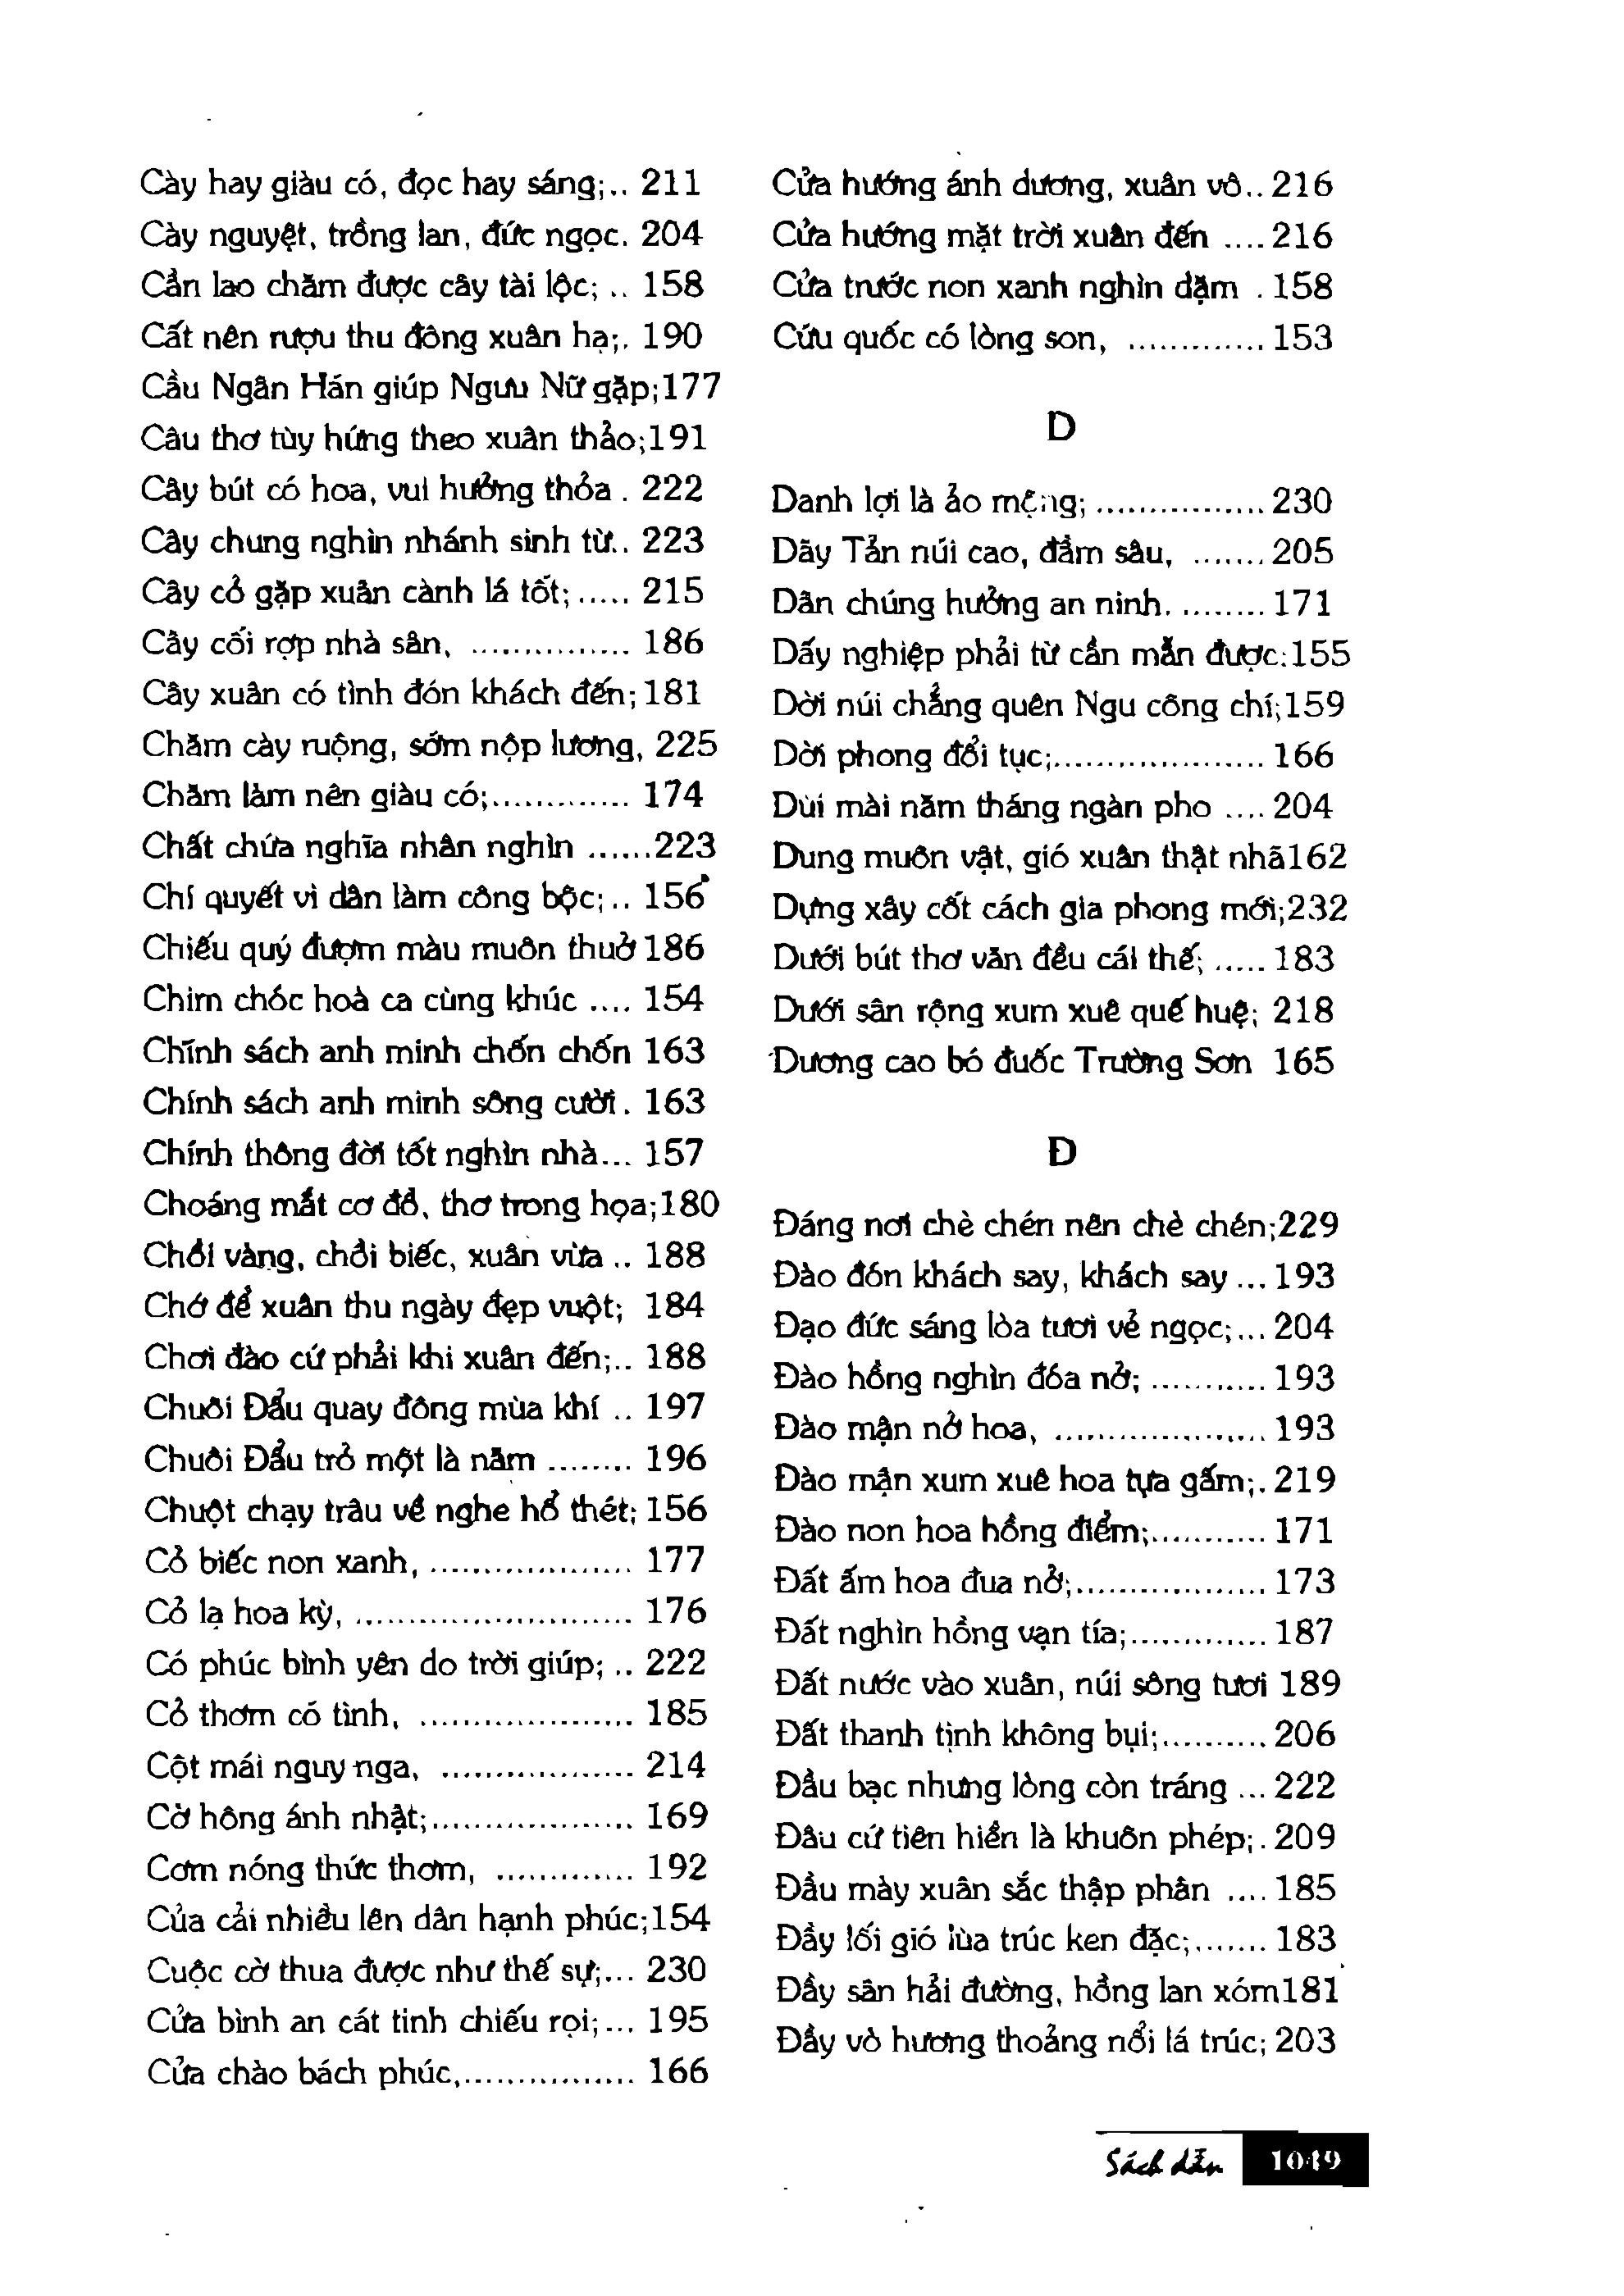 Cày hay giàu có, đọc hay sáng;.. 211
Cày nguyệt, trồng lan, đức ngọc. 204
Cần lao chăm được cây tài lộc; .. 158
Cất nên rượu thu đông xuân hạ;. 190
Cầu Ngân Hán giúp Ngưu Nữ gặp;177
Câu thơ tùy hứng theo xuân thảo;191
Cây bút có hoa, vui hưởng thỏa . 222
Cây chung nghìn nhánh sinh từ.. 223
Cây cỏ gặp xuân cành lá tốt; ..... 215
Cây cối rợp nhà sân, ............... 186
Cây xuân có tình đón khách đến; 181
Chăm cày ruộng, sớm nộp lương, 225
Chăm làm nên giàu có;............. 174
Chất chứa nghĩa nhân nghìn ......223
Chí quyết vì dân làm công bộc; .. 156
Chiếu quý đượm màu muôn thuở 186
Chim chóc hoà ca cùng khúc .... 154
Chính sách anh minh chốn chốn 163
Chính sách anh minh sông cười. 163
Chính thông đời tốt nghìn nhà... 157
Choáng mắt cơ đồ, thơ trong họa;180
Chồi vàng, chồi biếc, xuân vừa .. 188
Chớ để xuân thu ngày đẹp vuột; 184
Chơi đào cứ phải khi xuân đến;.. 188
Chuôi Đẩu quay đông mùa khí .. 197
Chuôi Đẩu trỏ một là năm ........ 196
Chuột chạy trâu về nghe hổ thét; 156
Cỏ biếc non xanh, ................... 177
Cỏ lạ hoa kỳ, .......................... 176
Có phúc bình yên do trời giúp; .. 222
Cỏ thơm có tình, .................... 185
Cột mái nguy nga, .................. 214
Cờ hồng ánh nhật;................... 169
Cơm nóng thức thơm, ............. 192
Của cải nhiều lên dân hạnh phúc;154
Cuộc cờ thua được như thế sự;... 230
Cửa bình an cát tinh chiếu rọi;... 195
Cửa chào bách phúc,................ 166
Cửa hướng ánh dương, xuân vô.. 216
Cửa hướng mặt trời xuân đến .... 216
Cửa trước non xanh nghìn dặm . 158
Cứu quốc có lòng son, ............. 153
D
Danh lợi là ảo mộng; ................ 230
Dãy Tản núi cao, đầm sâu, ....... 205
Dân chúng hưởng an ninh. ......... 171
Dấy nghiệp phải từ cần mẫn được;155
Dời núi chẳng quên Ngu công chí;159
Dời phong đổi tục;.................... 166
Dùi mài năm tháng ngàn pho .... 204
Dung muôn vật, gió xuân thật nhã162
Dựng xây cốt cách gia phong mới;232
Dưới bút thơ văn đều cái thế; ..... 183
Dưới sân rộng xum xuê quế huệ; 218
Dương cao bó đuốc Trường Sơn 165
Đ
Đáng nơi chè chén nên chè chén;229
Đào đón khách say, khách say ... 193
Đạo đức sáng lòa tươi vẻ ngọc;... 204
Đào hồng nghìn đóa nở; ........... 193
Đào mận nở hoa, .................... 193
Đào mận xum xuê hoa tựa gấm;. 219
Đào non hoa hồng điểm;........... 171
Đất ấm hoa đua nở;.................. 173
Đất nghìn hồng vạn tía;............. 187
Đất nước vào xuân, núi sông tươi 189
Đất thanh tịnh không bụi;.......... 206
Đầu bạc nhưng lòng còn tráng ... 222
Đâu cứ tiên hiền là khuôn phép;. 209
Đầu mày xuân sắc thập phân .... 185
Đầy lối gió lùa trúc ken đặc;....... 183
Đầy sân hải đường, hồng lan xóm181
Đầy vò hương thoảng nổi lá trúc; 203
Sách dẫn 1049